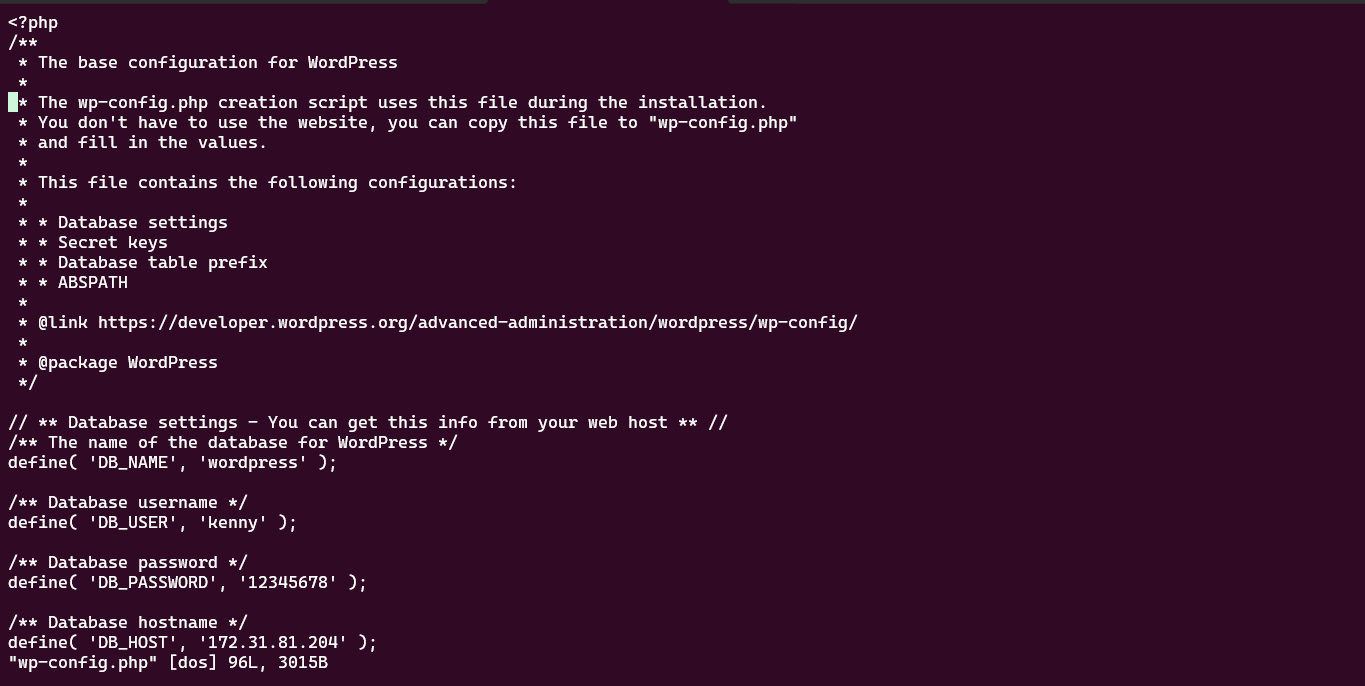 <?php
/**
 * The base configuration for WordPress
 *
 * The wp-config.php creation script uses this file during the installation.
 * You don't have to use the website, you can copy this file to "wp-config.php"
 * and fill in the values.
 *
 * This file contains the following configurations:
 *
 * * Database settings
 * * Secret keys
 * * Database table prefix
 * * ABSPATH
 *
 * @link https://developer.wordpress.org/advanced-administration/wordpress/wp-config/
 *
 * @package WordPress
 */

// ** Database settings - You can get this info from your web host ** //
/** The name of the database for WordPress */
define( 'DB_NAME', 'wordpress' );

/** Database username */
define( 'DB_USER', 'kenny' );

/** Database password */
define( 'DB_PASSWORD', '12345678' );

/** Database hostname */
define( 'DB_HOST', '172.31.81.204' );
"wp-config.php" [dos] 96L, 3015B